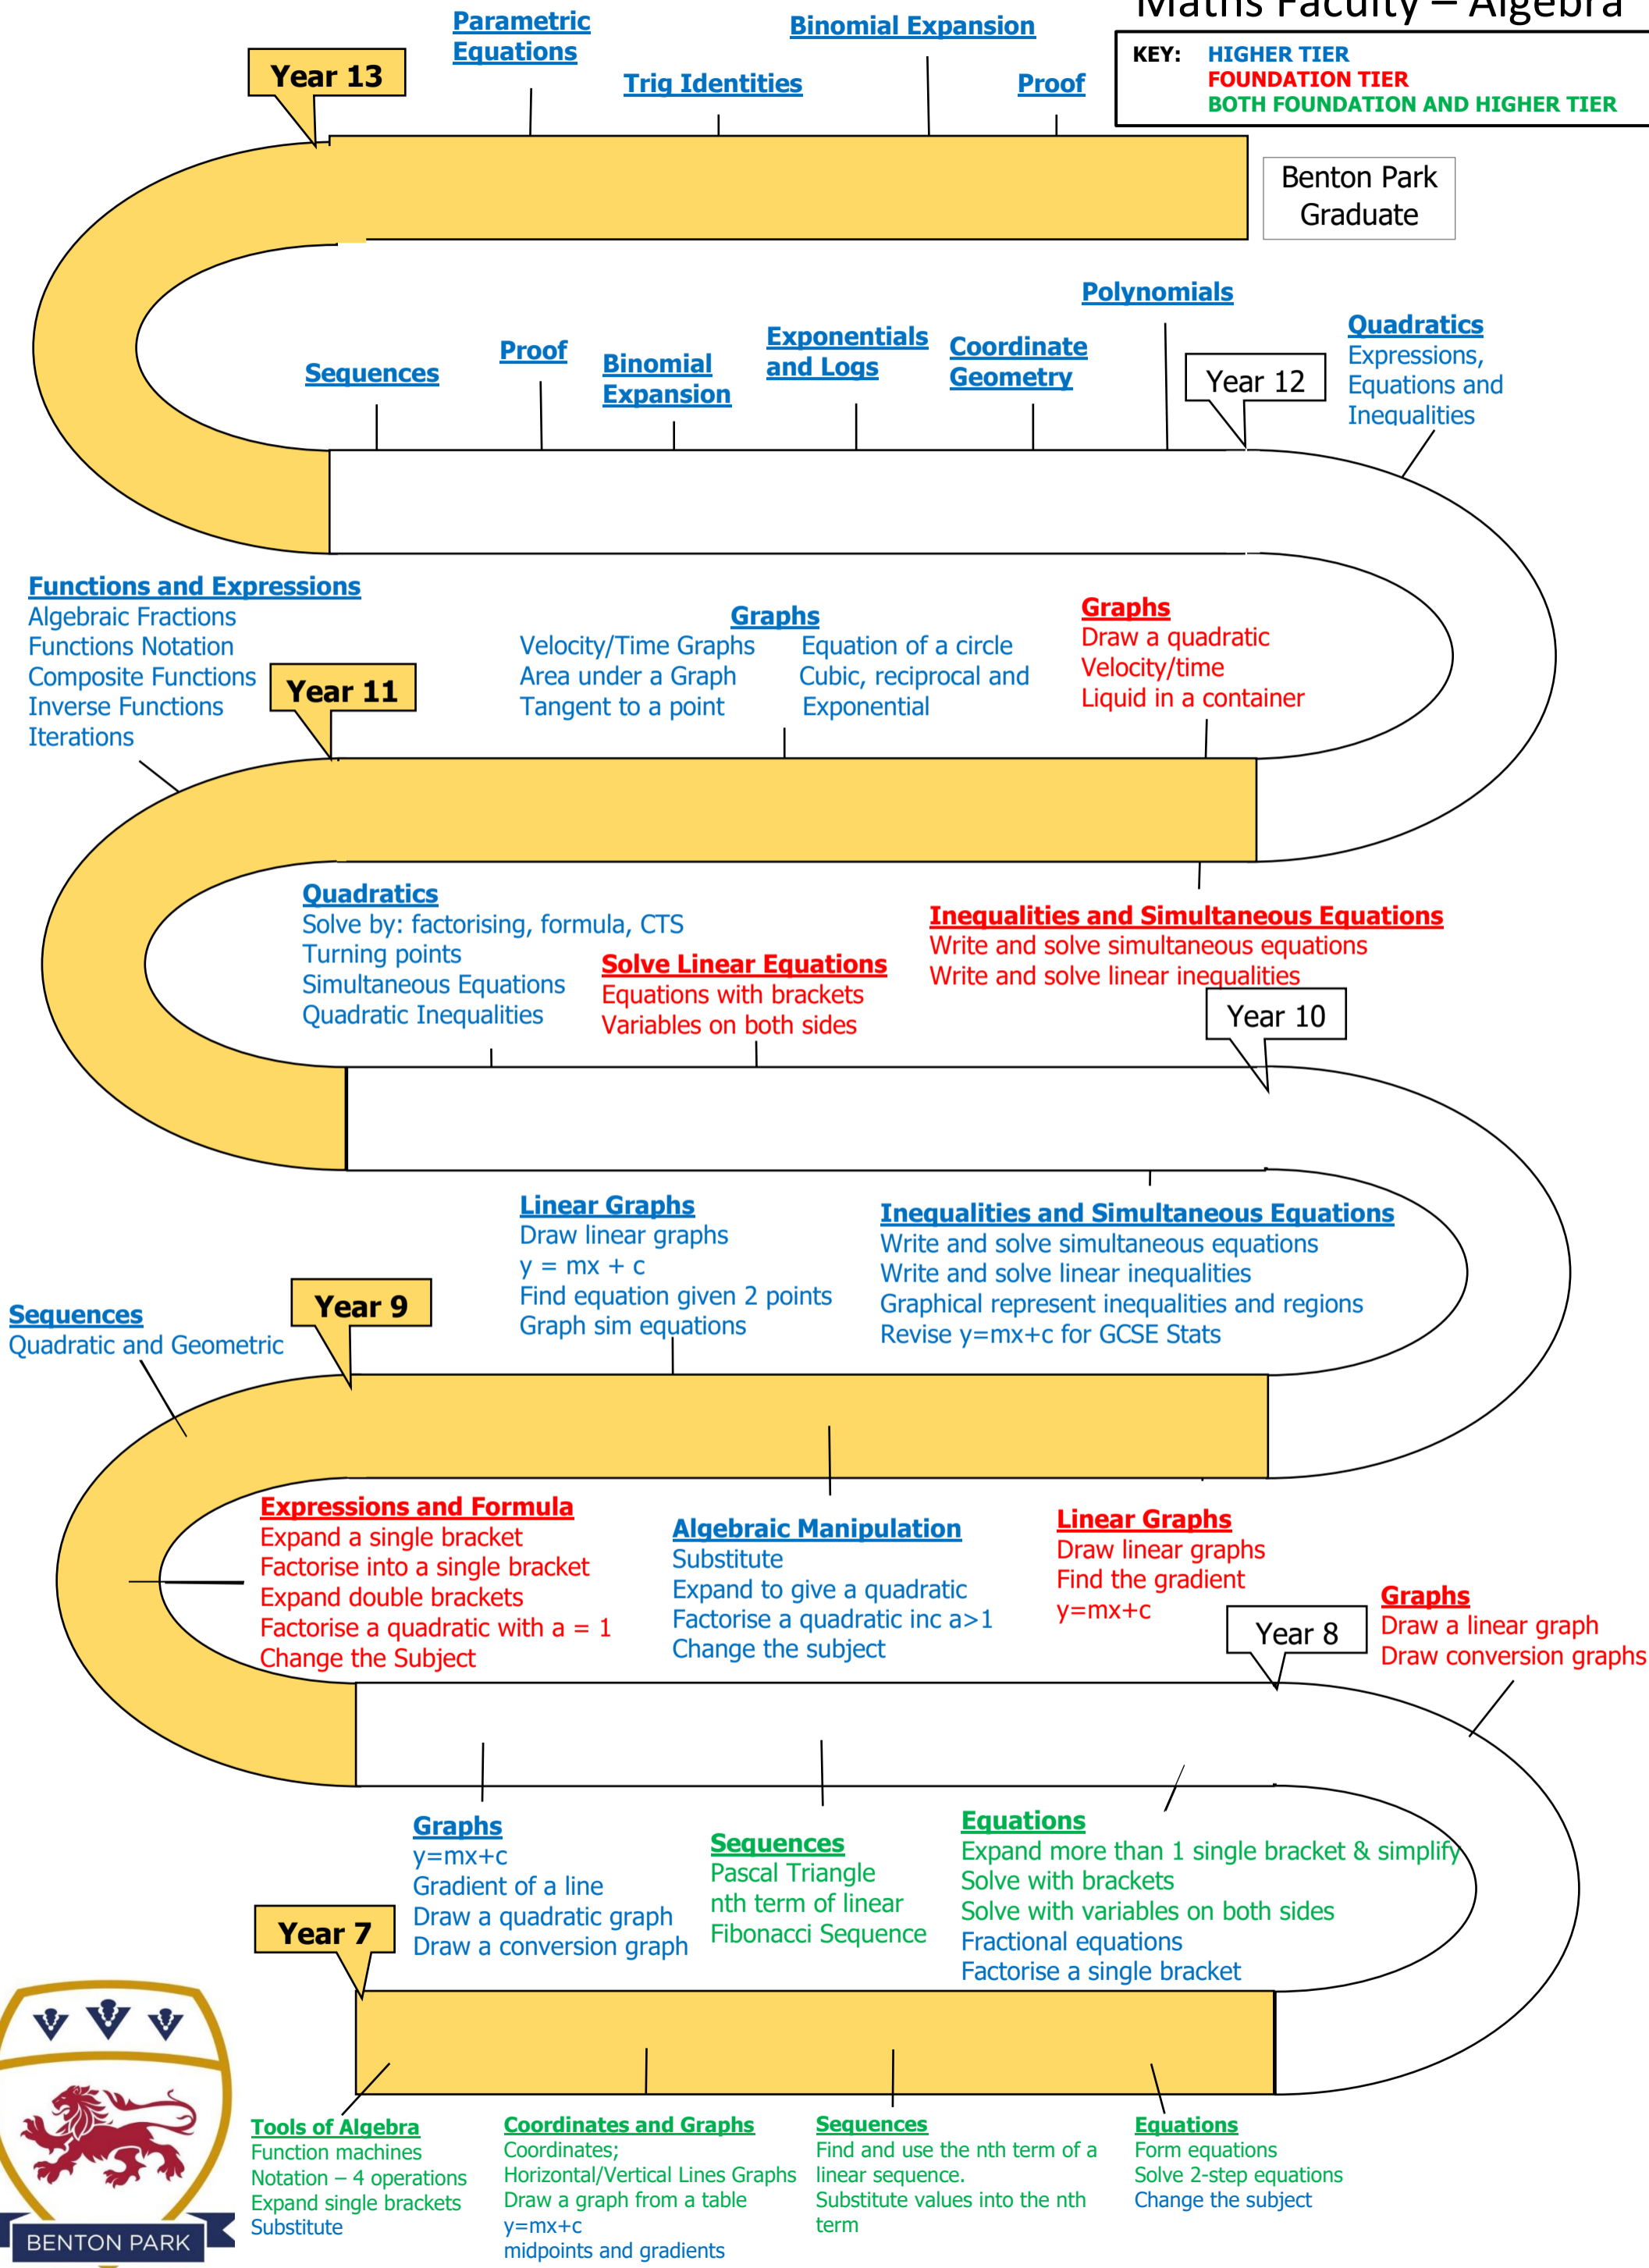 Maths Faculty – Algebra
KEY: HIGHER TIER
FOUNDATION TIER
BOTH FOUNDATION AND HIGHER TIER
Year 13
Parametric
Equations
Trig Identities
Binomial Expansion
Proof
Benton Park
Graduate
Sequences
Proof
Binomial
Expansion
Exponentials
and Logs
Coordinate
Geometry
Polynomials
Year 12
Quadratics
Expressions,
Equations and
Inequalities
Functions and Expressions
Algebraic Fractions
Functions Notation
Composite Functions
Inverse Functions
Iterations
Year 11
Graphs
Velocity/Time Graphs
Area under a Graph
Tangent to a point
Equation of a circle
Cubic, reciprocal and
Exponential
Graphs
Draw a quadratic
Velocity/time
Liquid in a container
Quadratics
Solve by: factorising, formula, CTS
Turning points
Simultaneous Equations
Quadratic Inequalities
Solve Linear Equations
Equations with brackets
Variables on both sides
Inequalities and Simultaneous Equations
Write and solve simultaneous equations
Write and solve linear inequalities
Year 10
Sequences
Quadratic and Geometric
Year 9
Linear Graphs
Draw linear graphs
y = mx + c
Find equation given 2 points
Graph sim equations
Inequalities and Simultaneous Equations
Write and solve simultaneous equations
Write and solve linear inequalities
Graphical represent inequalities and regions
Revise y=mx+c for GCSE Stats
Expressions and Formula
Expand a single bracket
Factorise into a single bracket
Expand double brackets
Factorise a quadratic with a = 1
Change the Subject
Algebraic Manipulation
Substitute
Expand to give a quadratic
Factorise a quadratic inc a>1
Change the subject
Linear Graphs
Draw linear graphs
Find the gradient
y=mx+c
Year 8
Graphs
Draw a linear graph
Draw conversion graphs
Graphs
y=mx+c
Gradient of a line
Draw a quadratic graph
Draw a conversion graph
Sequences
Pascal Triangle
nth term of linear
Fibonacci Sequence
Equations
Expand more than 1 single bracket & simplify
Solve with brackets
Solve with variables on both sides
Fractional equations
Factorise a single bracket
Year 7
Tools of Algebra
Function machines
Notation – 4 operations
Expand single brackets
Substitute
Coordinates and Graphs
Coordinates;
Horizontal/Vertical Lines Graphs
Draw a graph from a table
y=mx+c
midpoints and gradients
Sequences
Find and use the nth term of a
linear sequence.
Substitute values into the nth
term
Equations
Form equations
Solve 2-step equations
Change the subject
BENTON PARK